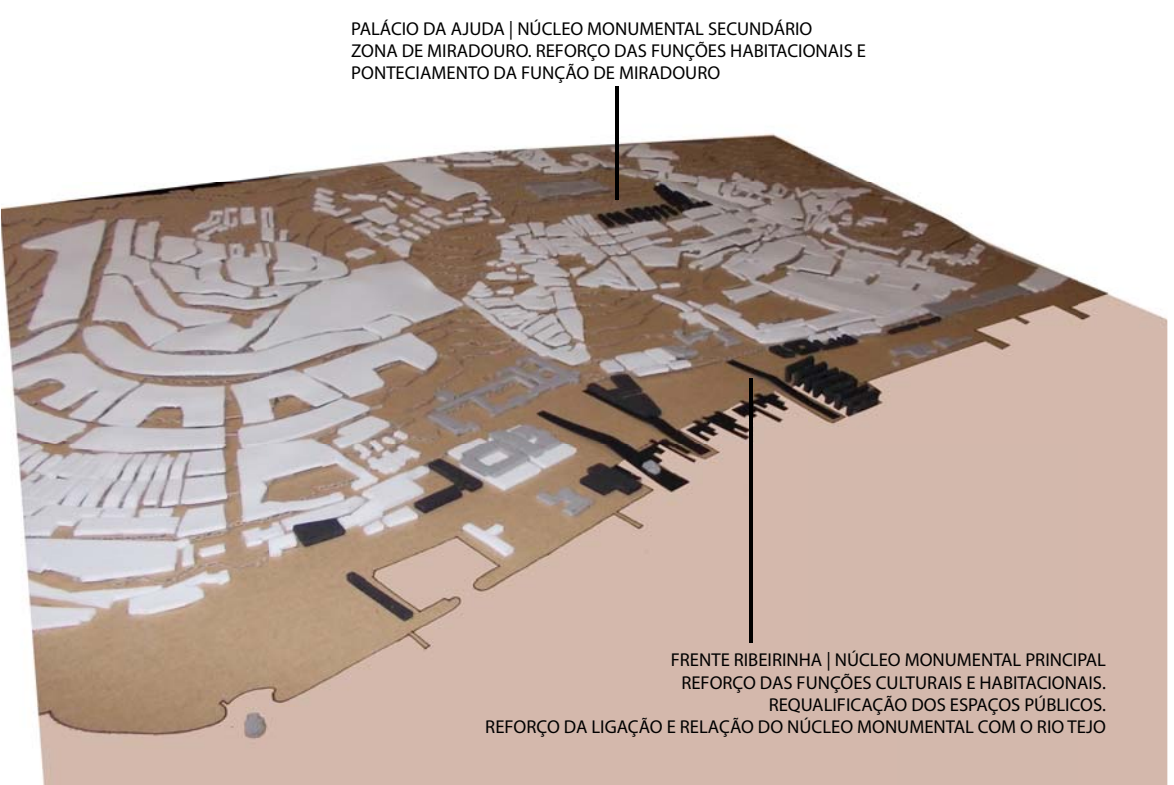 PALÁCIO DA AJUDA | NÚCLEO MONUMENTAL SECUNDÁRIO
ZONA DE MIRADOURO. REFORÇO DAS FUNÇÕES HABITACIONAIS E
PONTECIAMENTO DA FUNÇÃO DE MIRADOURO
FRENTE RIBEIRINHA | NÚCLEO MONUMENTAL PRINCIPAL
REFORÇO DAS FUNÇÕES CULTURAIS E HABITACIONAIS.
REQUALIFICAÇÃO DOS ESPAÇOS PÚBLICOS.
REFORÇO DA LIGAÇÃO E RELAÇÃO DO NÚCLEO MONUMENTAL COM O RIO TEJO